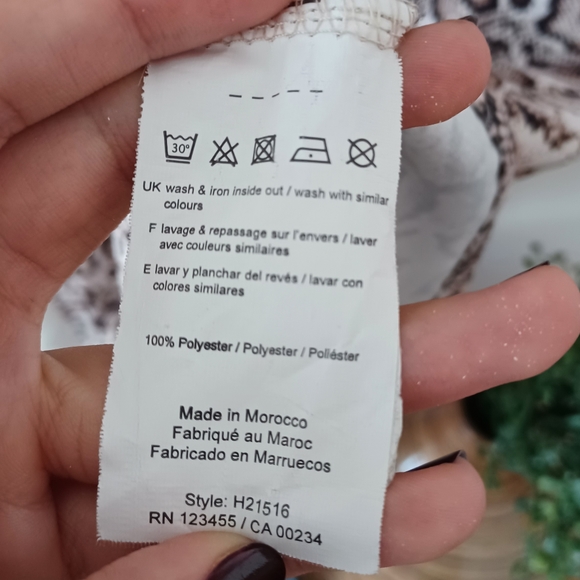 30°
UK wash & iron inside out / wash with similar
colours
F lavage & repassage sur l'envers / laver
avec couleurs similaires
E lavar y planchar del revés / lavar con
colores similares
100% Polyester / Polyester / Poliéster
Made in Morocco
Fabriqué au Maroc
Fabricado en Marruecos
Style: H21516
RN 123455 / CA 00234